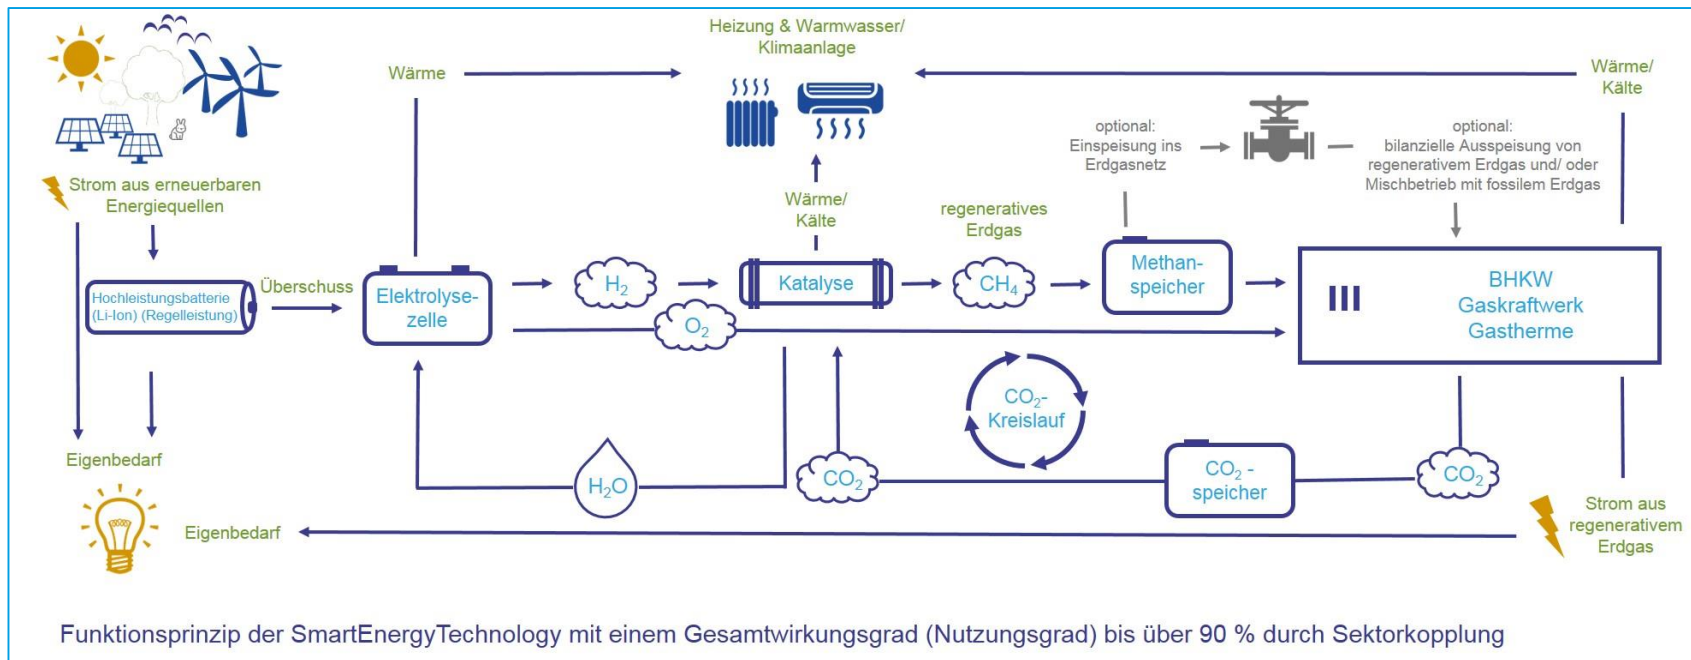 Heizung & Warmwasser/
Klimaanlage
Wärme
Wärme/
Kälte
optional:
Einspeisung ins
Erdgasnetz
optional:
bilanzielle Ausspeisung von
regenerativem Erdgas und/ oder
Mischbetrieb mit fossilem Erdgas
Strom aus erneuerbaren
Energiequellen
Wärme/
Kälte
regeneratives
Erdgas
Hochleistungsbatterie
(Li-Ion) (Regelleistung)
Überschuss
Elektrolyse-
zelle
H₂
Katalyse
CH₄
Methan-
speicher
BHKW
Gaskraftwerk
Gastherme
O₂
CO₂-
Kreislauf
Eigenbedarf
H₂O
CO₂
CO₂ -
speicher
CO₂
Eigenbedarf
Strom aus
regenerativem
Erdgas
Funktionsprinzip der SmartEnergyTechnology mit einem Gesamtwirkungsgrad (Nutzungsgrad) bis über 90 % durch Sektorkopplung